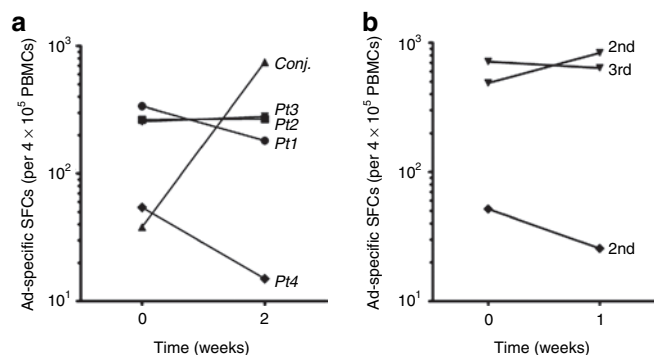 a
Ad-specific SFCs (per 4 × 10⁵ PBMCs)
10³
10²
10¹
Conj.
Pt3
Pt2
Pt1
Pt4
0
2
Time (weeks)
b
Ad-specific SFCs (per 4 × 10⁵ PBMCs)
10³
10²
10¹
2nd
3rd
2nd
0
1
Time (weeks)